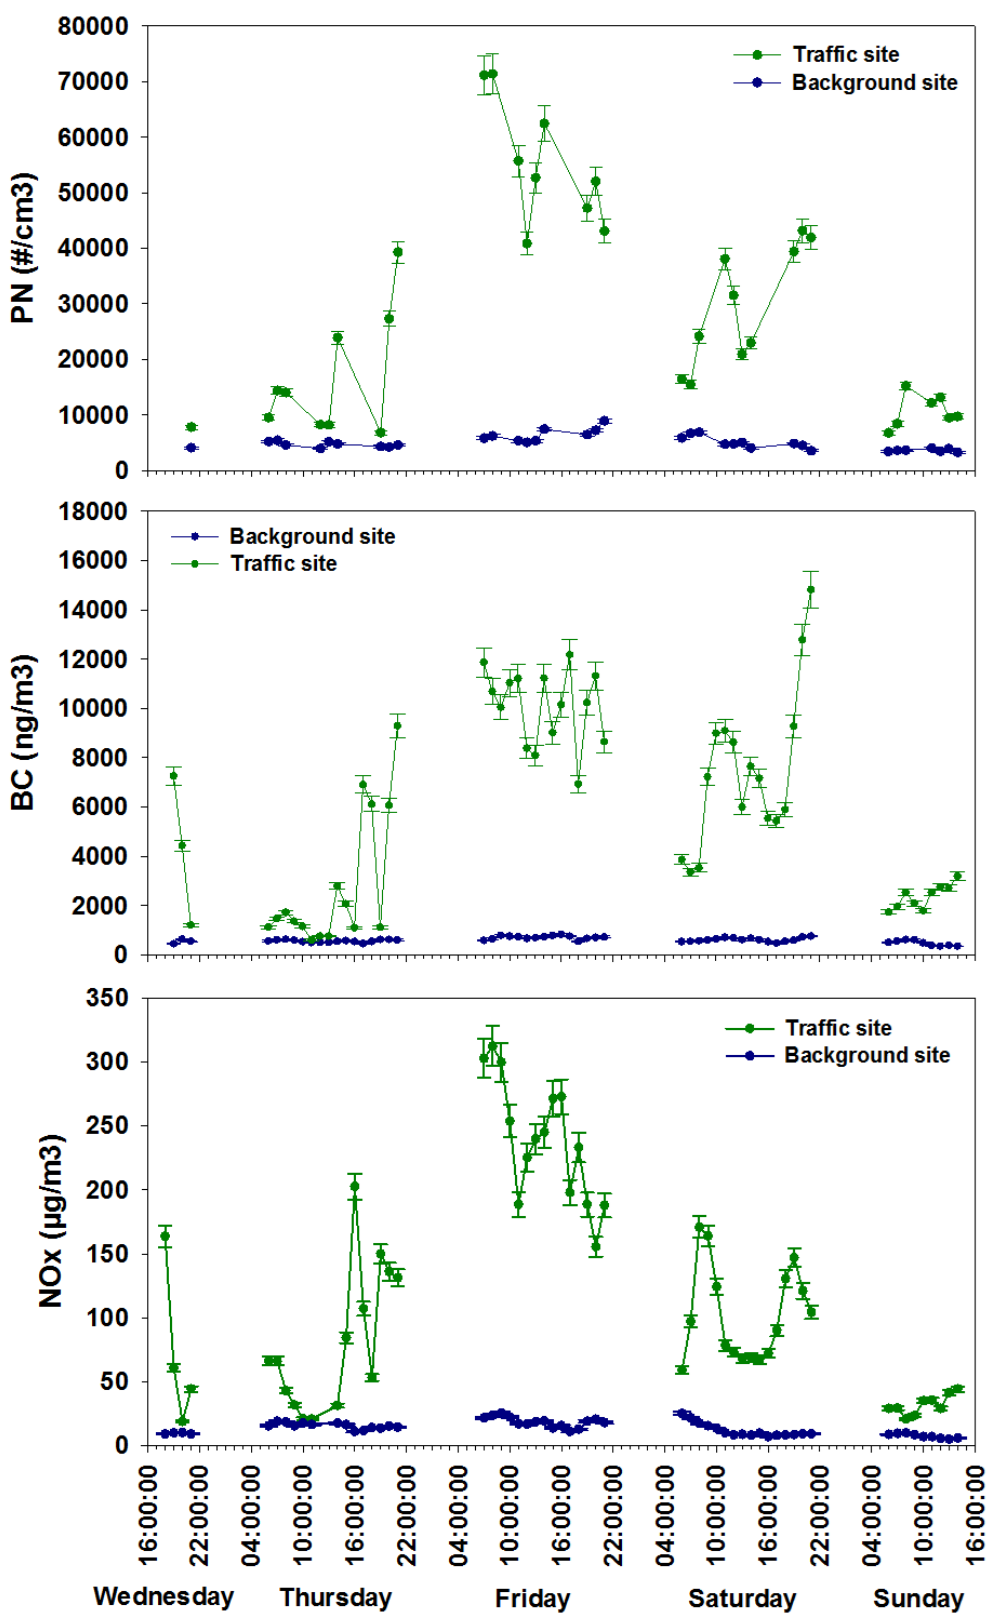 80000
70000
60000
50000
40000
30000
20000
10000
0
PN (#/cm3)
Traffic site
Background site
18000
16000
14000
12000
10000
8000
6000
4000
2000
0
BC (ng/m3)
Background site
Traffic site
350
300
250
200
150
100
50
0
NOx (µg/m3)
Traffic site
Background site
16:00:00 22:00:00 04:00:00 10:00:00 16:00:00 22:00:00 04:00:00 10:00:00 16:00:00 22:00:00 04:00:00 10:00:00 16:00:00 22:00:00 04:00:00 10:00:00 16:00:00
Wednesday Thursday Friday Saturday Sunday